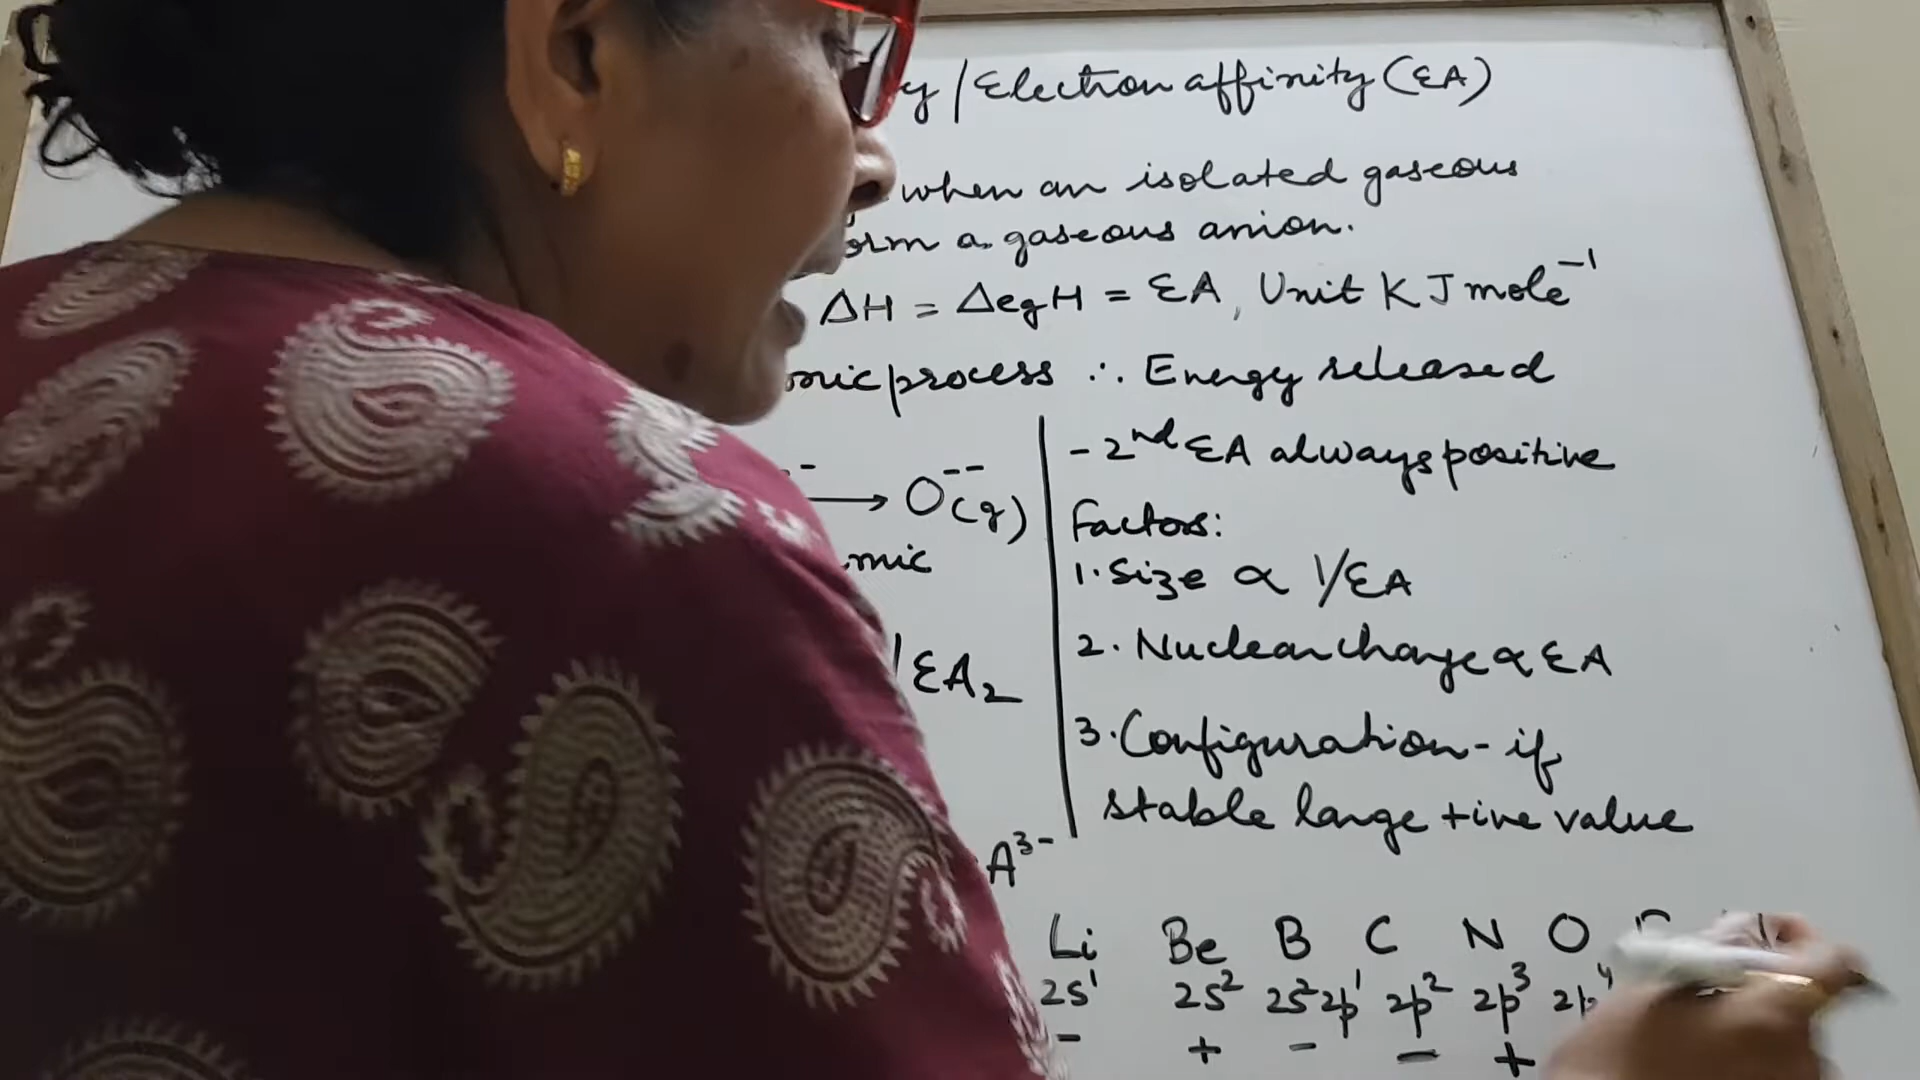 y / Electron affinity (EA)
when an isolated gaseous
orm a gaseous anion.
ΔH = ΔegH = EA, Unit KJ mole⁻¹
mic process ∴ Energy released
- → O⁻⁻(g)
mic
/EA₂
A³⁻
- 2nd EA always positive
Factors:
1. Size ∝ 1/EA
2. Nuclear charge ∝ EA
3. Configuration - if
stable large +ive value
Li Be B C N O
2s¹ 2s² 2s²2p¹ 2p² 2p³ 2p⁴
- + - - +